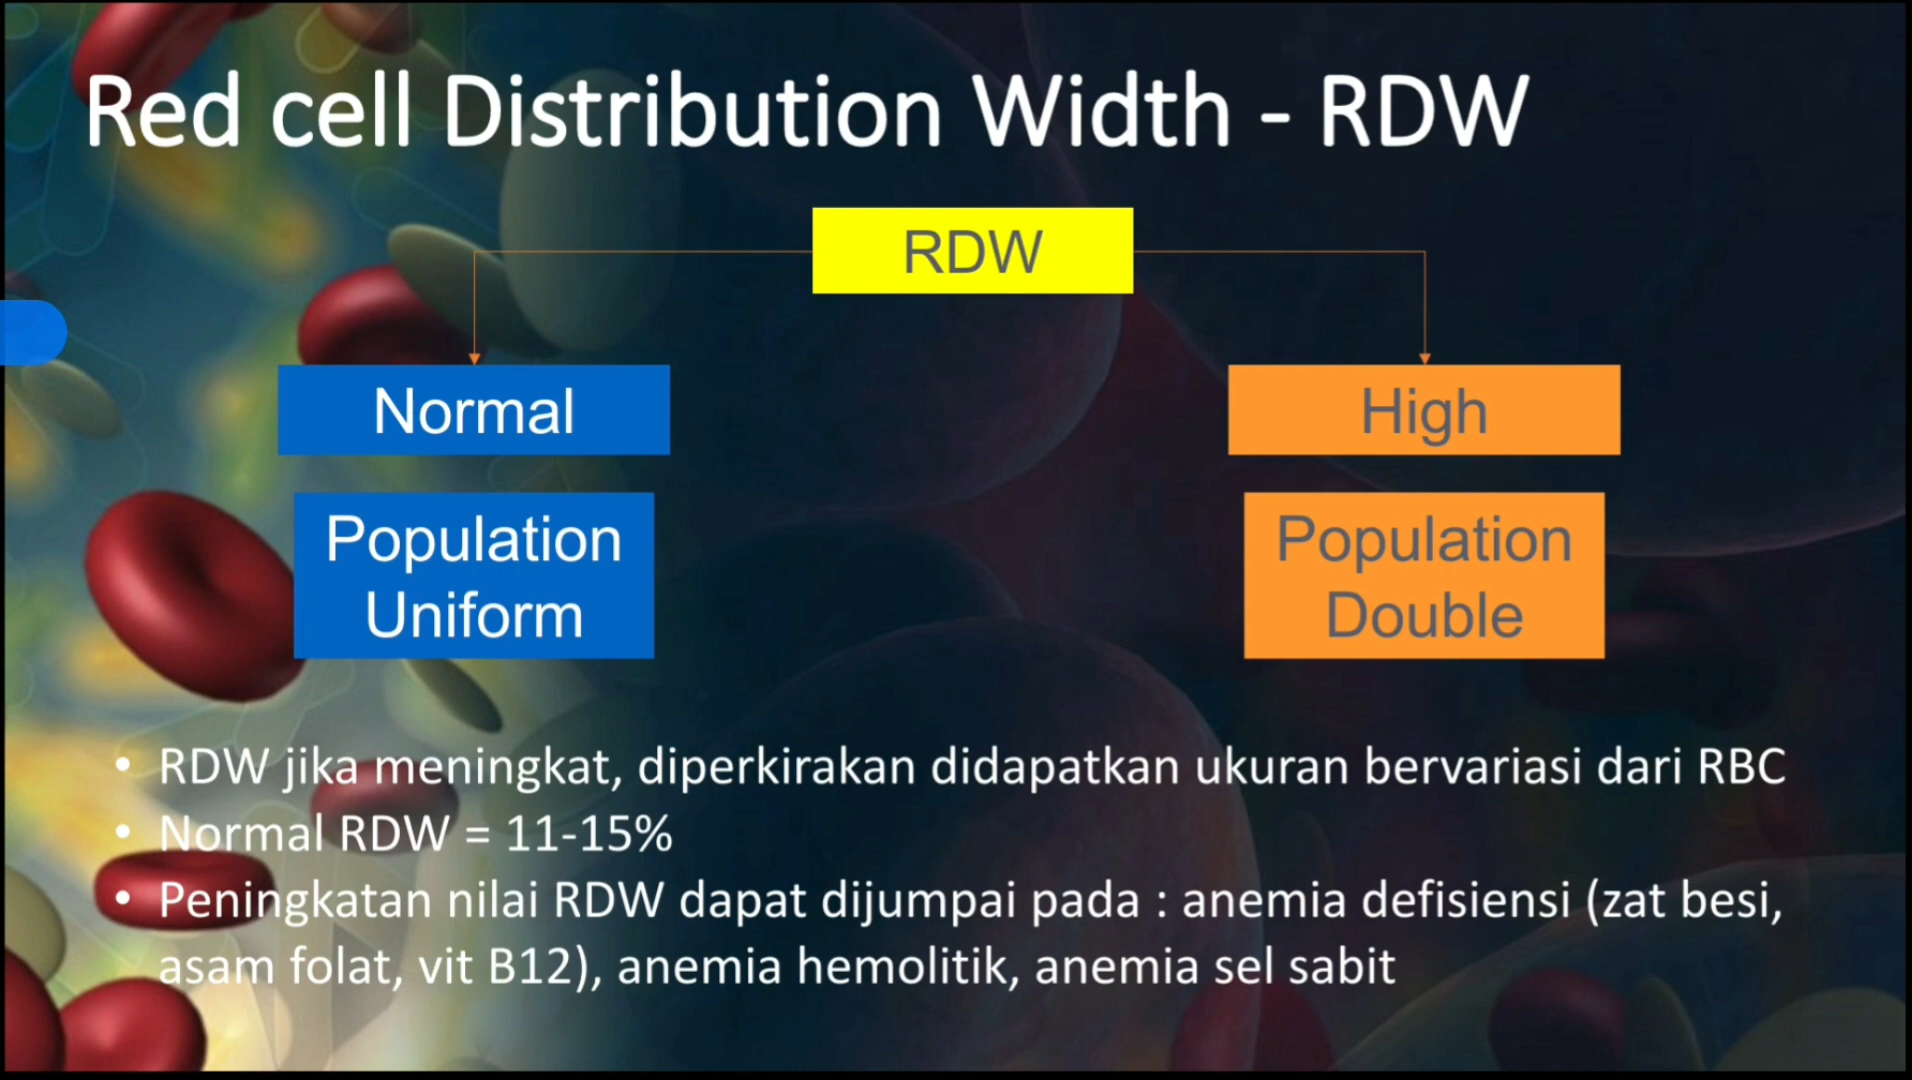 Red cell Distribution Width - RDW
RDW
Normal
High
Population
Uniform
Population
Double
• RDW jika meningkat, diperkirakan didapatkan ukuran bervariasi dari RBC
• Normal RDW = 11-15%
• Peningkatan nilai RDW dapat dijumpai pada : anemia defisiensi (zat besi,
asam folat, vit B12), anemia hemolitik, anemia sel sabit